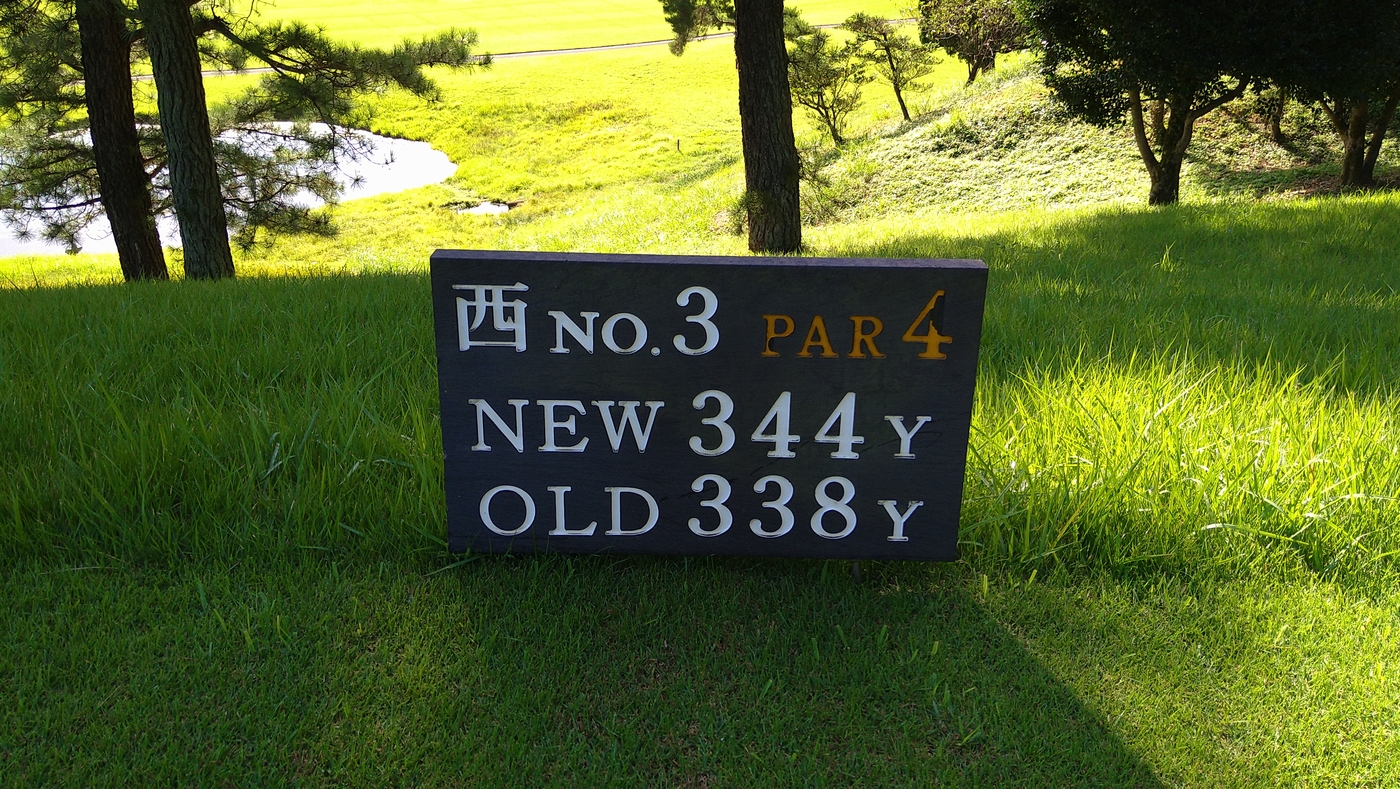 西 NO. 3 PAR 4
NEW 344 Y
OLD 338 Y